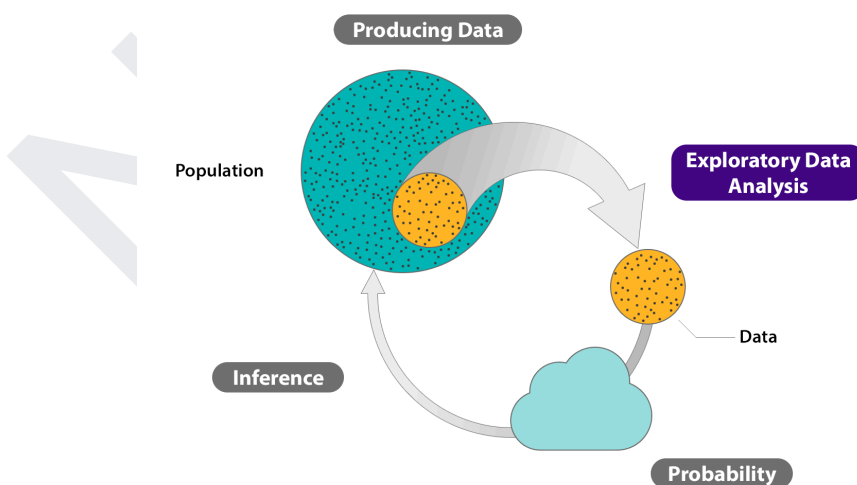 Producing Data
Population
Exploratory Data
Analysis
Data
Inference
Probability